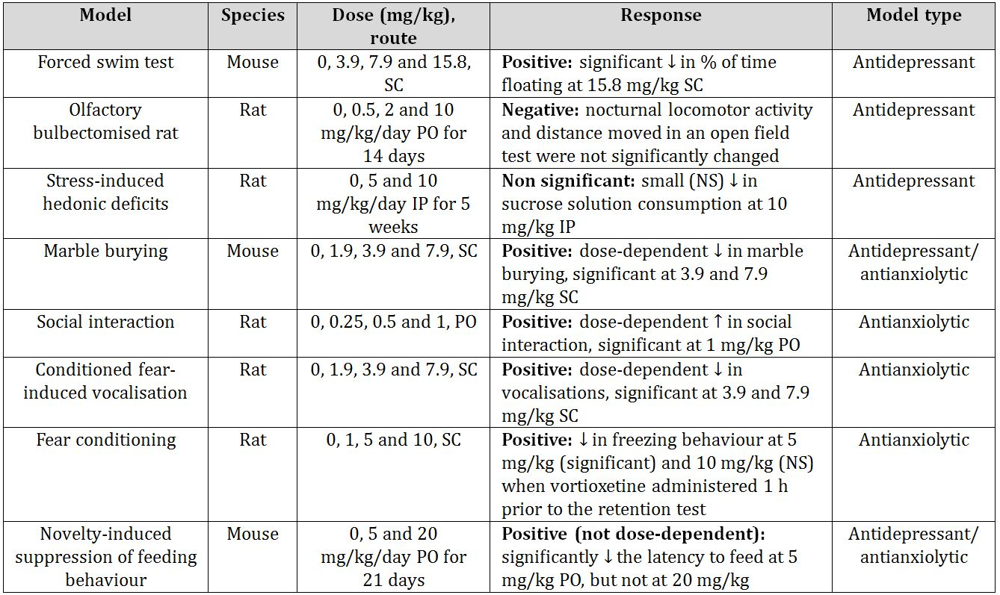 Model Species Dose (mg/kg), route Response Model type
Forced swim test Mouse 0, 3.9, 7.9 and 15.8, SC Positive: significant ↓ in % of time floating at 15.8 mg/kg SC Antidepressant
Olfactory bulbectomised rat Rat 0, 0.5, 2 and 10 mg/kg/day PO for 14 days Negative: nocturnal locomotor activity and distance moved in an open field test were not significantly changed Antidepressant
Stress-induced hedonic deficits Rat 0, 5 and 10 mg/kg/day IP for 5 weeks Non significant: small (NS) ↓ in sucrose solution consumption at 10 mg/kg IP Antidepressant
Marble burying Mouse 0, 1.9, 3.9 and 7.9, SC Positive: dose-dependent ↓ in marble burying, significant at 3.9 and 7.9 mg/kg SC Antidepressant/ antianxiolytic
Social interaction Rat 0, 0.25, 0.5 and 1, PO Positive: dose-dependent ↑ in social interaction, significant at 1 mg/kg PO Antianxiolytic
Conditioned fear-induced vocalisation Rat 0, 1.9, 3.9 and 7.9, SC Positive: dose-dependent ↓ in vocalisations, significant at 3.9 and 7.9 mg/kg SC Antianxiolytic
Fear conditioning Rat 0, 1, 5 and 10, SC Positive: ↓ in freezing behaviour at 5 mg/kg (significant) and 10 mg/kg (NS) when vortioxetine administered 1 h prior to the retention test Antianxiolytic
Novelty-induced suppression of feeding behaviour Mouse 0, 5 and 20 mg/kg/day PO for 21 days Positive (not dose-dependent): significantly ↓ the latency to feed at 5 mg/kg PO, but not at 20 mg/kg Antidepressant/ antianxiolytic